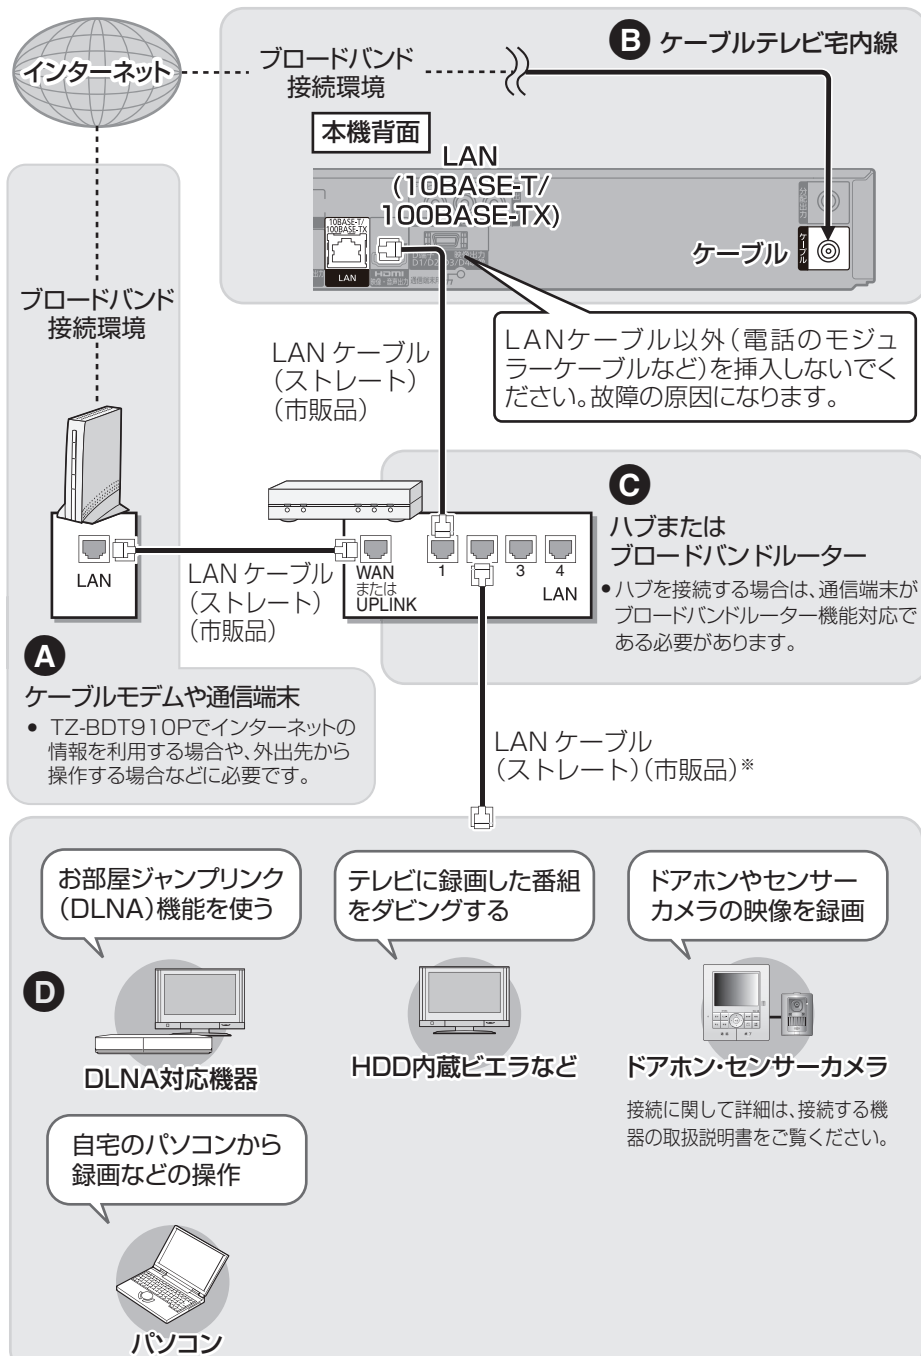 インターネット
ブロードバンド
接続環境
B ケーブルテレビ宅内線
本機背面
LAN
(10BASE-T/
100BASE-TX)
10BASE-T/
100BASE-TX
LAN
HDMI
分配出力
ケーブル
ケーブル
ブロードバンド
接続環境
LAN ケーブル
（ストレート）
（市販品）
LANケーブル以外（電話のモジュ
ラーケーブルなど）を挿入しないでく
ださい。故障の原因になります。
LAN
LAN ケーブル
（ストレート）
（市販品）
WAN
または
UPLINK
1
3
4
LAN
C
ハブまたは
ブロードバンドルーター
•ハブを接続する場合は、通信端末が
ブロードバンドルーター機能対応で
ある必要があります。
A
ケーブルモデムや通信端末
• TZ-BDT910Pでインターネットの
情報を利用する場合や、外出先から
操作する場合などに必要です。
LAN ケーブル
（ストレート）（市販品）※
お部屋ジャンプリンク
（DLNA）機能を使う
テレビに録画した番組
をダビングする
ドアホンやセンサー
カメラの映像を録画
D
DLNA対応機器
HDD内蔵ビエラなど
ドアホン・センサーカメラ
接続に関して詳細は、接続する機
器の取扱説明書をご覧ください。
自宅のパソコンから
録画などの操作
パソコン